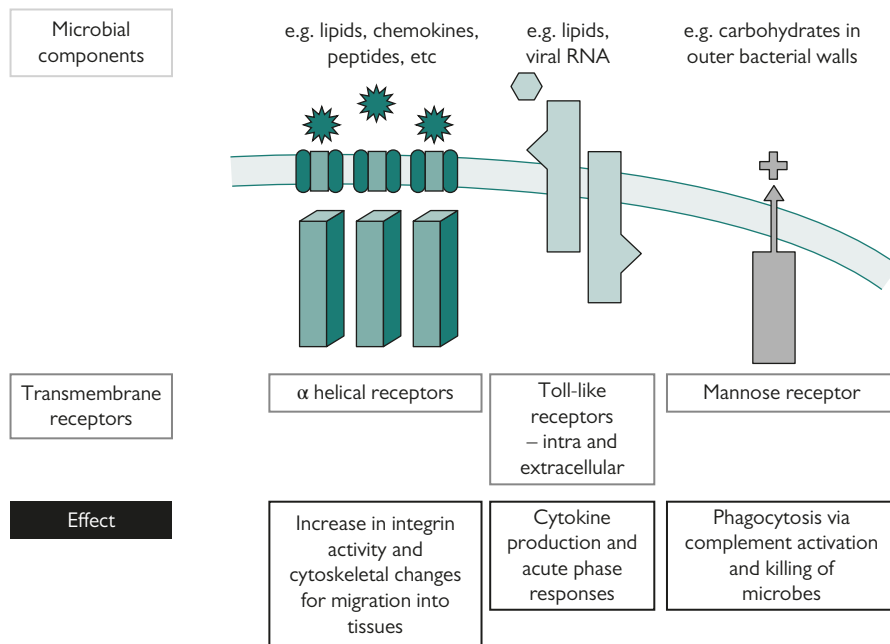 Microbial
components
e.g. lipids, chemokines,
peptides, etc
e.g. lipids,
viral RNA
e.g. carbohydrates in
outer bacterial walls
Transmembrane
receptors
α helical receptors
Toll-like
receptors
– intra and
extracellular
Mannose receptor
Effect
Increase in integrin
activity and
cytoskeletal changes
for migration into
tissues
Cytokine
production and
acute phase
responses
Phagocytosis via
complement activation
and killing of
microbes